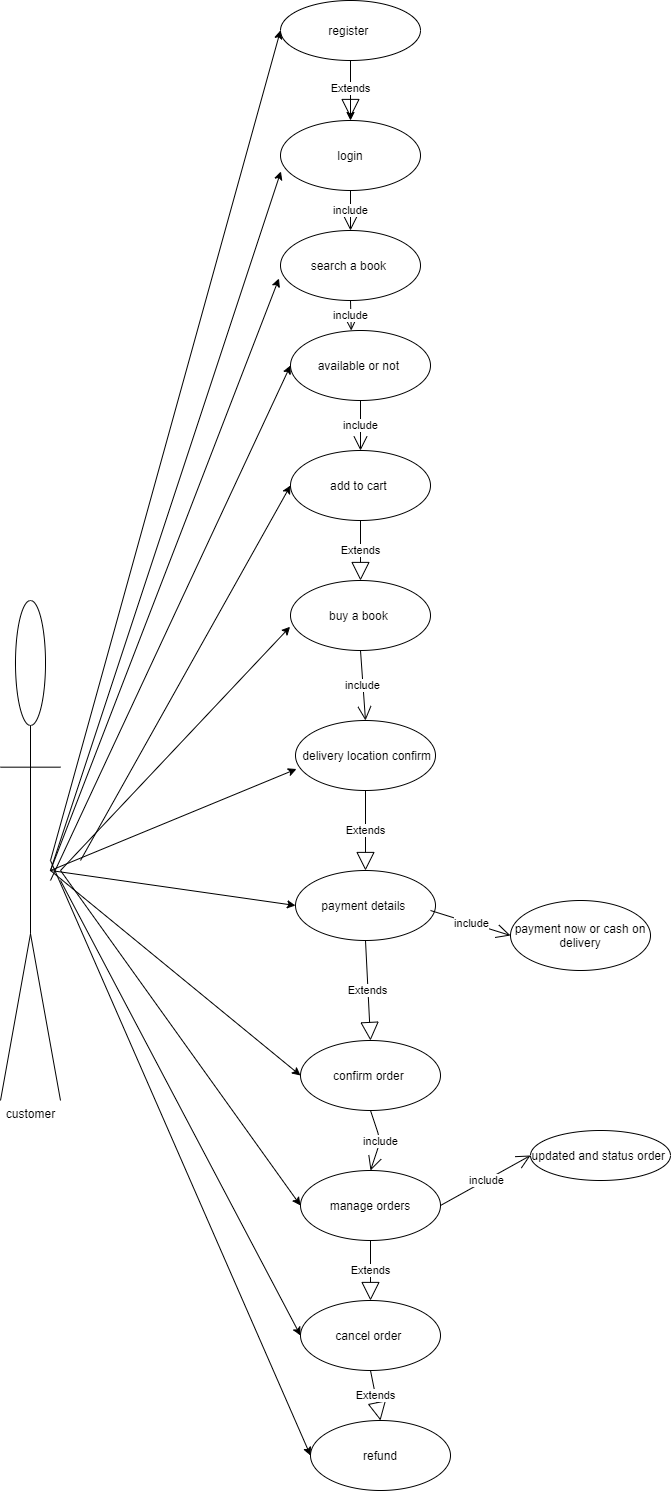 register
Extends
login
include
search a book
include
available or not
include
add to cart
Extends
buy a book
include
delivery location confirm
Extends
payment details
include
payment now or cash on
delivery
Extends
confirm order
customer
include
updated and status order
include
manage orders
Extends
cancel order
Extends
refund